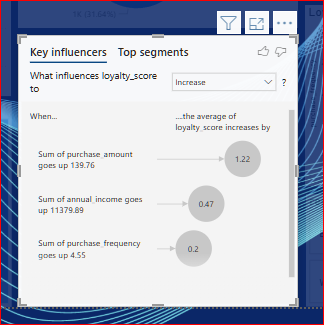 Key influencers Top segments
What influences loyalty_score
to
Increase
?
When...
...the average of
loyalty_score increases by
Sum of purchase_amount
goes up 139.76
1.22
Sum of annual_income goes
up 11379.89
0.47
Sum of purchase_frequency
goes up 4.55
0.2